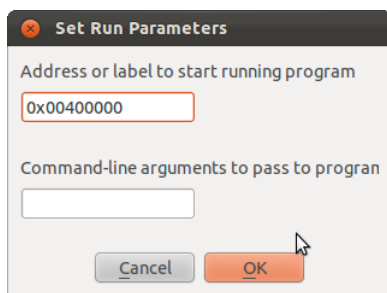 Set Run Parameters
Address or label to start running program
0x00400000
Command-line arguments to pass to progran
Cancel OK